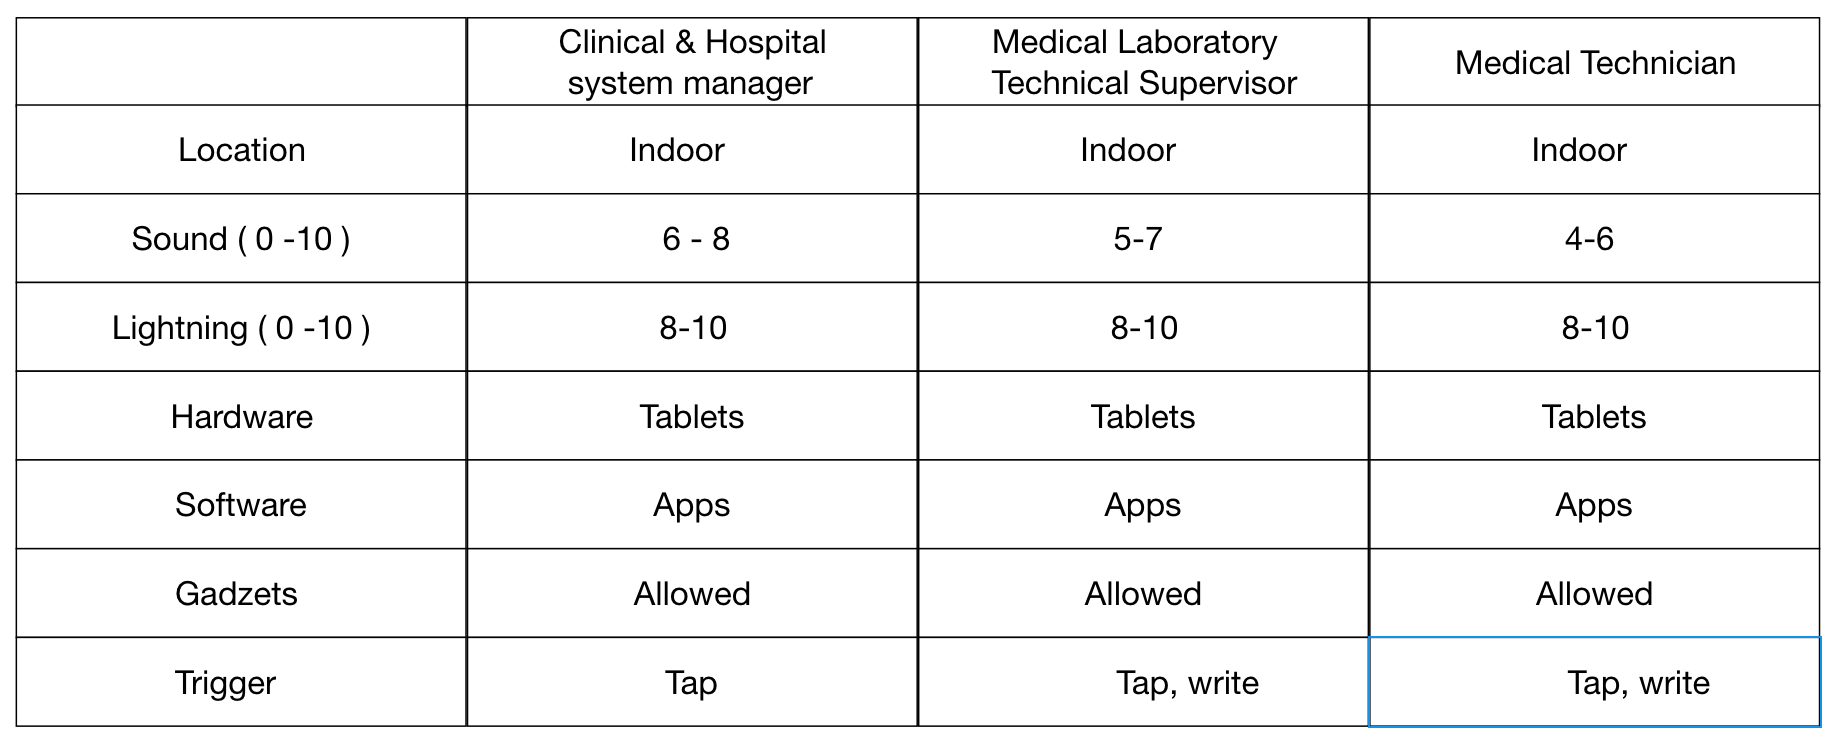 Clinical & Hospital
system manager
Medical Laboratory
Technical Supervisor
Medical Technician
Location Indoor Indoor Indoor
Sound ( 0 -10 ) 6 - 8 5-7 4-6
Lightning ( 0 -10 ) 8-10 8-10 8-10
Hardware Tablets Tablets Tablets
Software Apps Apps Apps
Gadzets Allowed Allowed Allowed
Trigger Tap Tap, write Tap, write